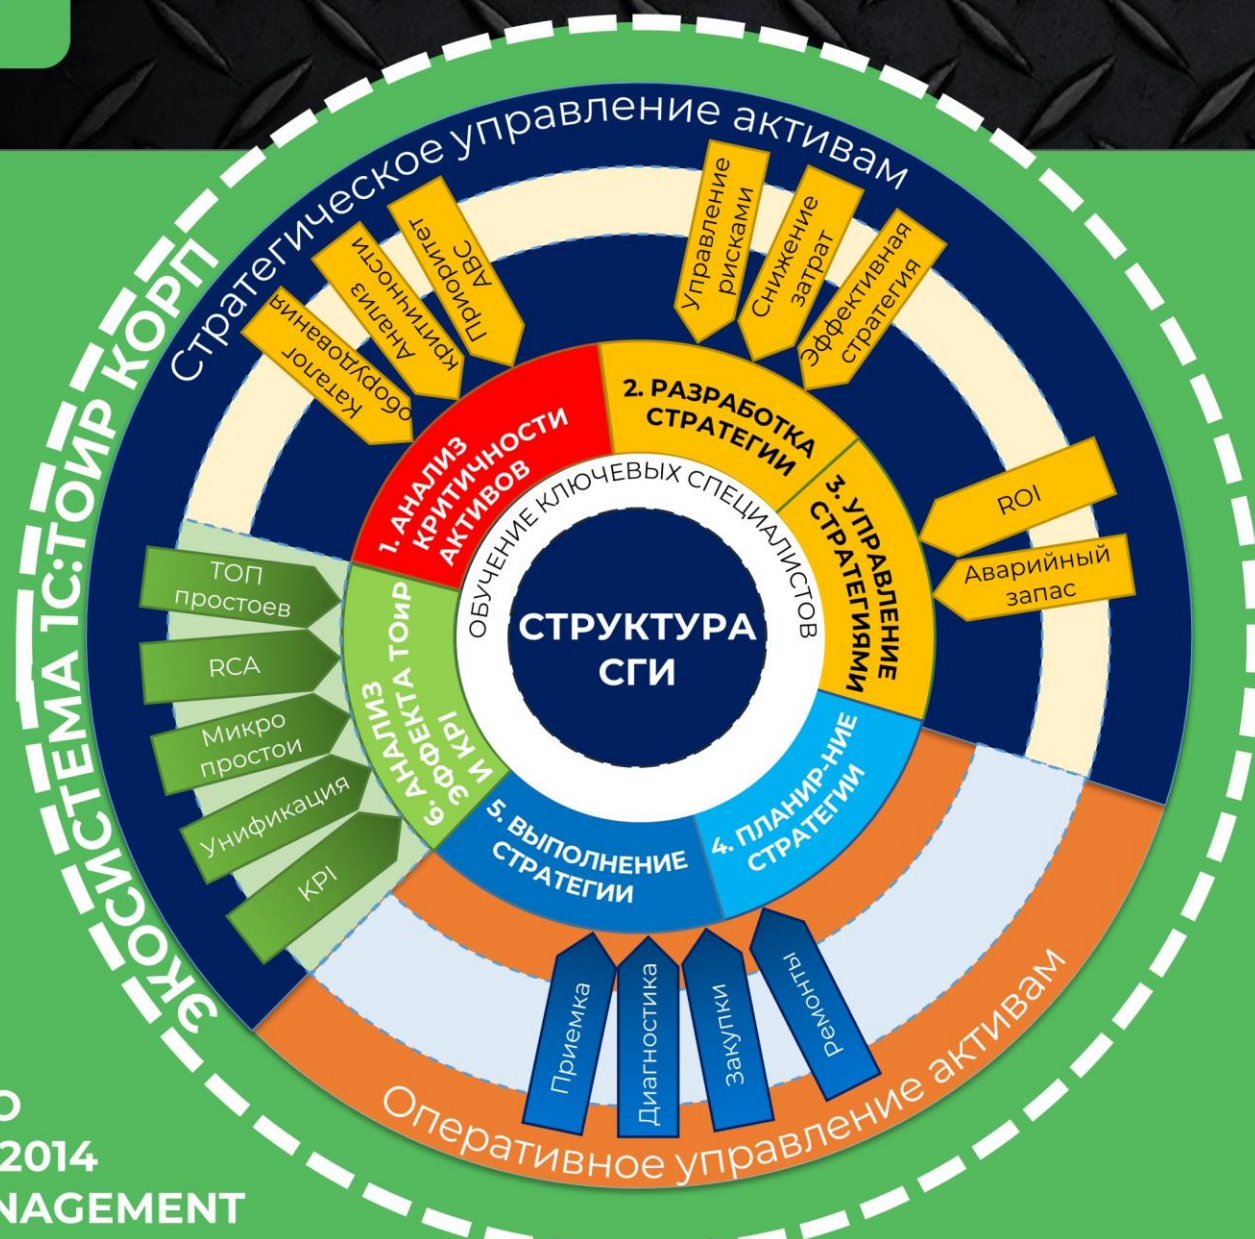 ЭКОСИСТЕМА 1С:ТОИР КОРП
Стратегическое управление активам
Каталог
оборудования
Анализ
критичности
Приоритет
ABC
Управление
рисками
Снижение
затрат
Эффективная
стратегия
ROI
Аварийный
запас
1. АНАЛИЗ
КРИТИЧНОСТИ
АКТИВОВ
2. РАЗРАБОТКА
СТРАТЕГИИ
3. УПРАВЛЕНИЕ
СТРАТЕГИЯМИ
4. ПЛАНИР-НИЕ
СТРАТЕГИИ
5. ВЫПОЛНЕНИЕ
СТРАТЕГИИ
6. АНАЛИЗ
ЭФФЕКТА ТОиР
И KPI
ОБУЧЕНИЕ КЛЮЧЕВЫХ СПЕЦИАЛИСТОВ
СТРУКТУРА
СГИ
ТОП
простоев
RCA
Микро
простои
Унификация
KPI
Приемка
Диагностика
Закупки
Ремонты
Оперативное управление активам
2014
NAGEMENT